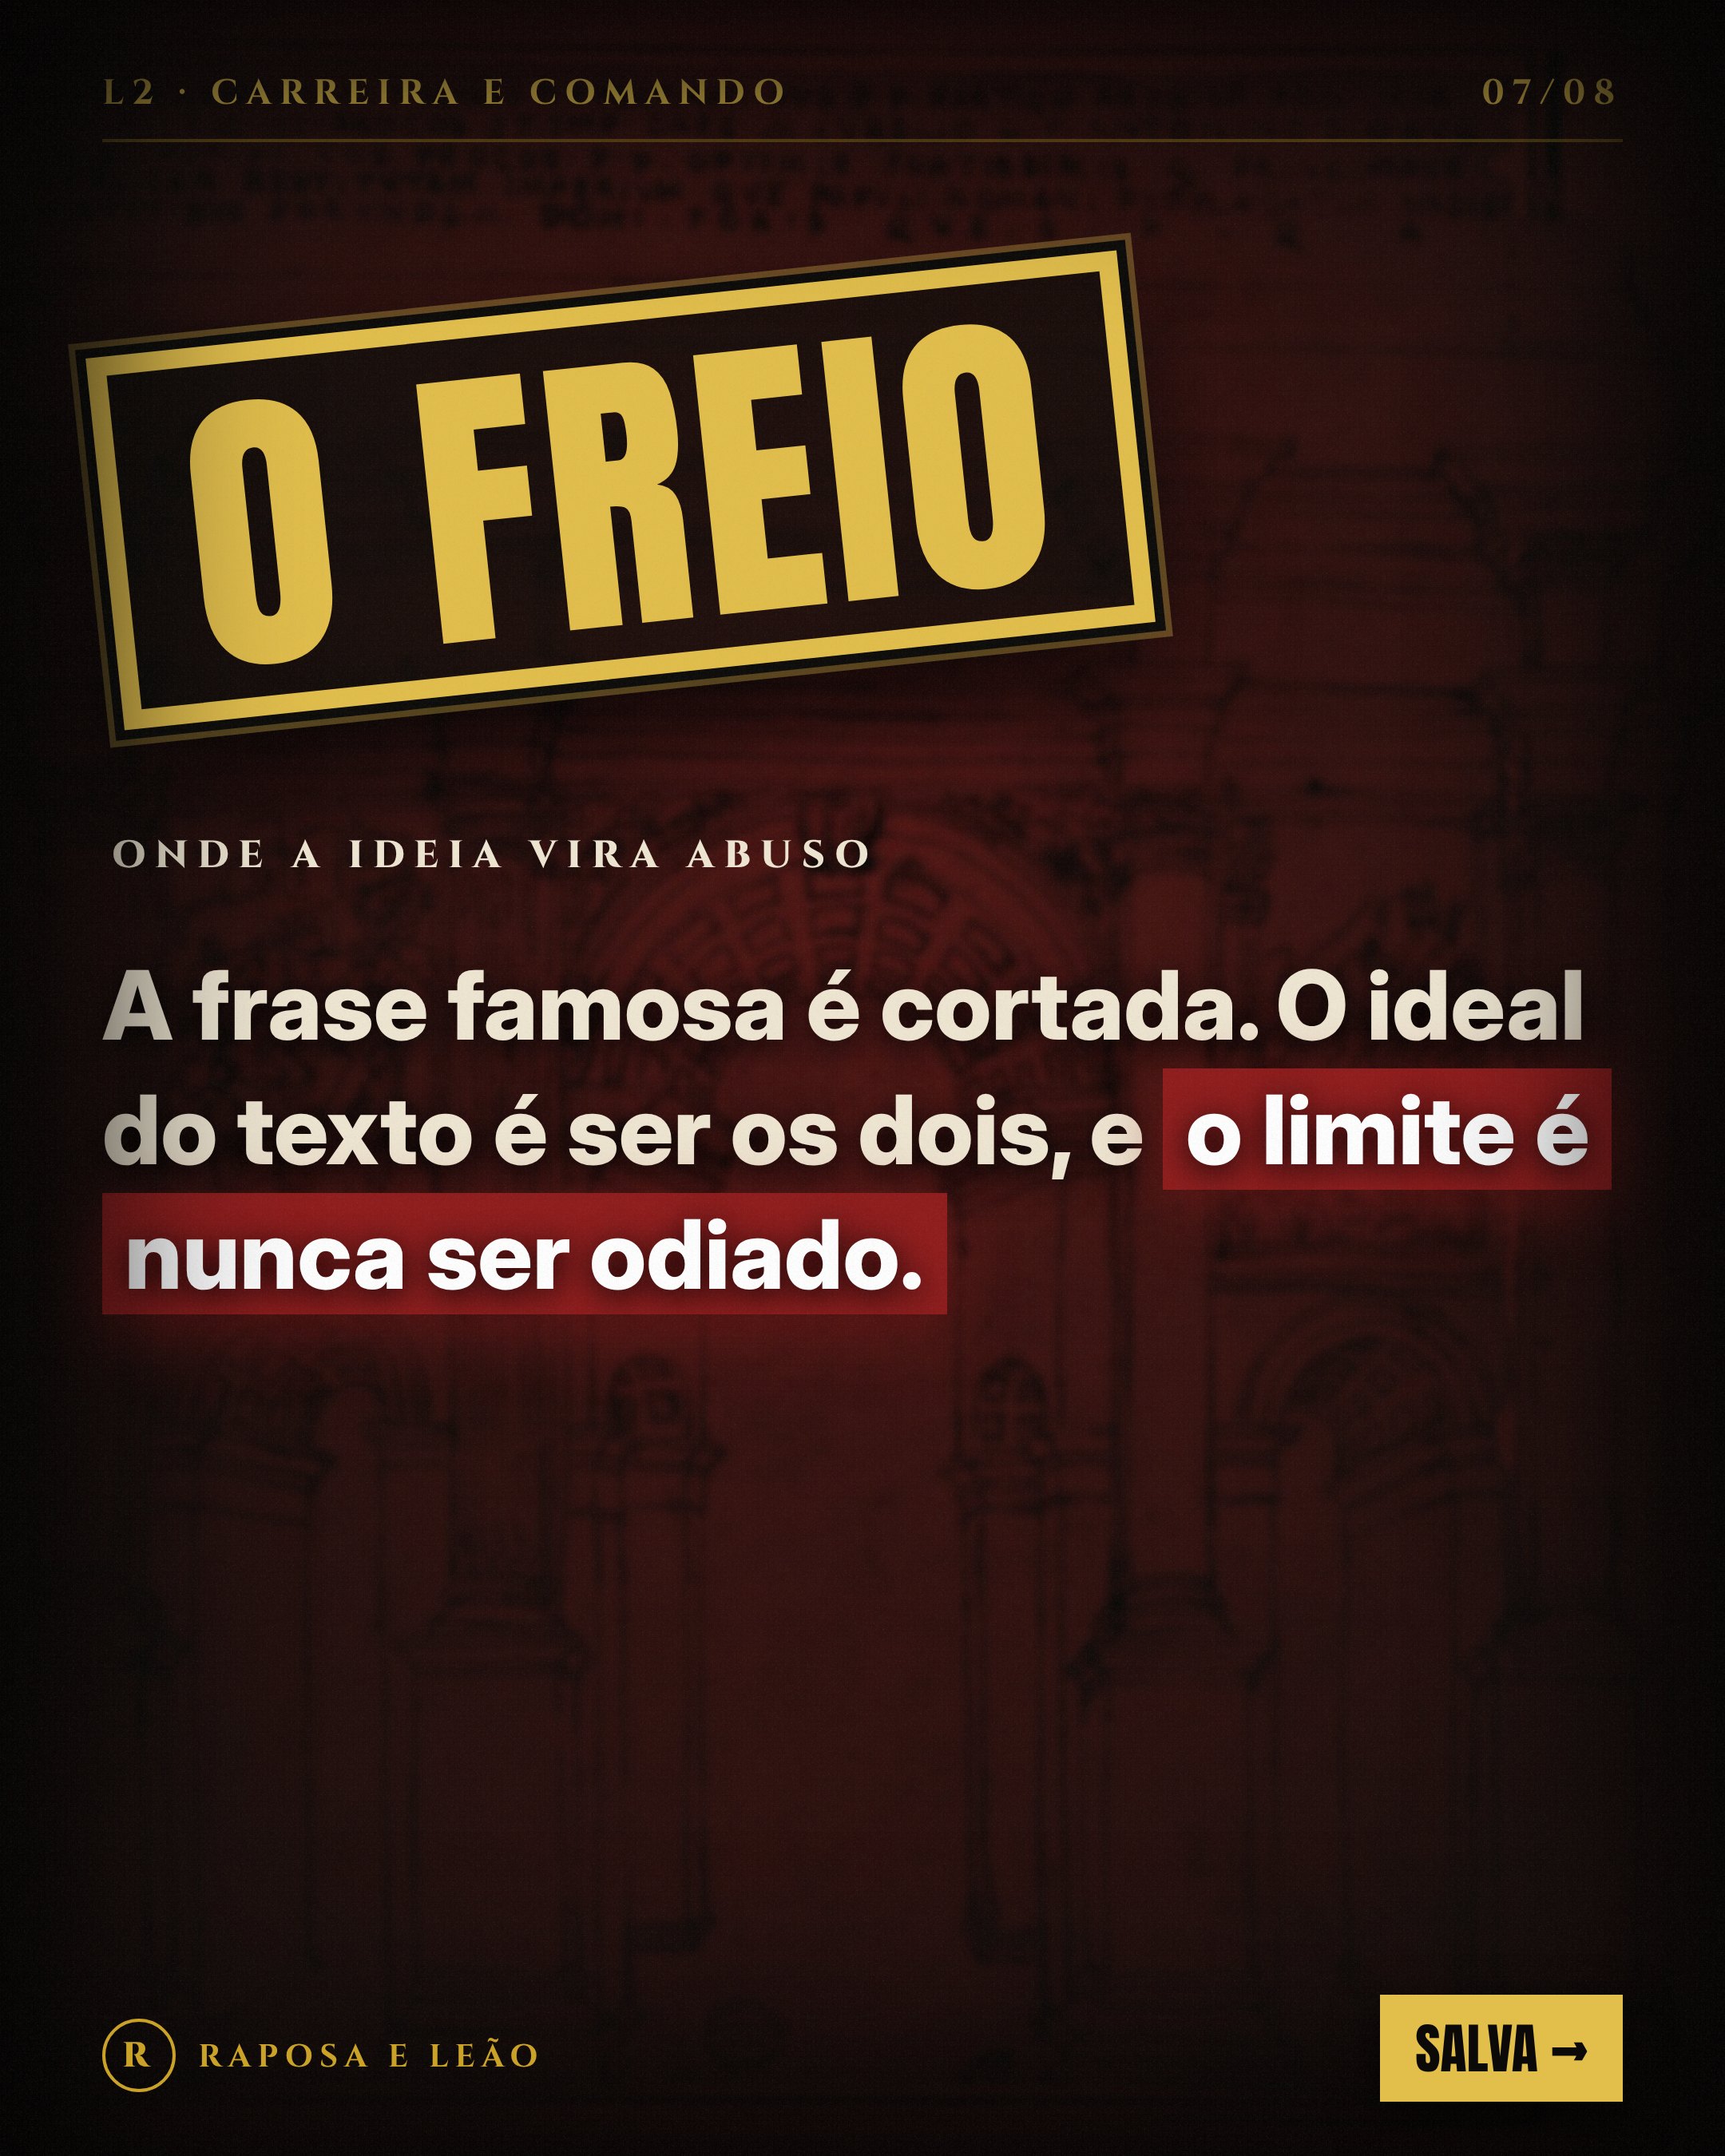 L2 · CARREIRA E COMANDO
07/08
O FREIO
ONDE A IDEIA VIRA ABUSO
A frase famosa é cortada. O ideal
do texto é ser os dois, e o limite é
nunca ser odiado.
R RAPOSA E LEÃO
SALVA →